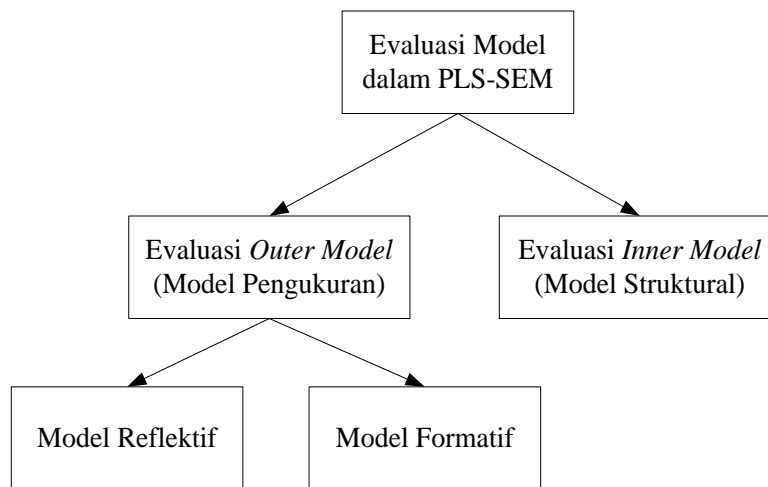 Evaluasi Model
dalam PLS-SEM
Evaluasi Outer Model
(Model Pengukuran)
Evaluasi Inner Model
(Model Struktural)
Model Reflektif
Model Formatif